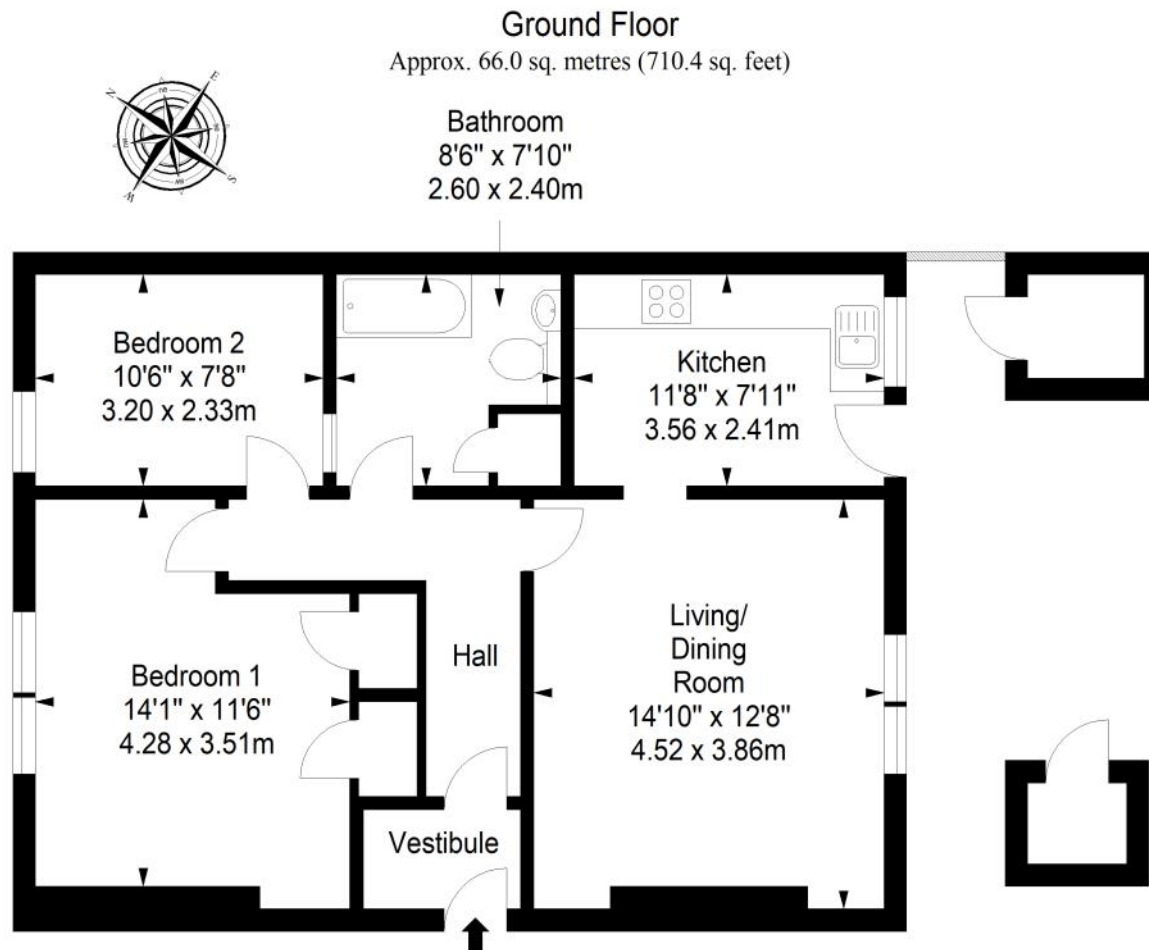 Ground Floor
Approx. 66.0 sq. metres (710.4 sq. feet)
N
E
S
W
Bathroom
8'6" x 7'10"
2.60 x 2.40m
Bedroom 2
10'6" x 7'8"
3.20 x 2.33m
Kitchen
11'8" x 7'11"
3.56 x 2.41m
Living/
Dining
Room
14'10" x 12'8"
4.52 x 3.86m
Hall
Bedroom 1
14'1" x 11'6"
4.28 x 3.51m
Vestibule